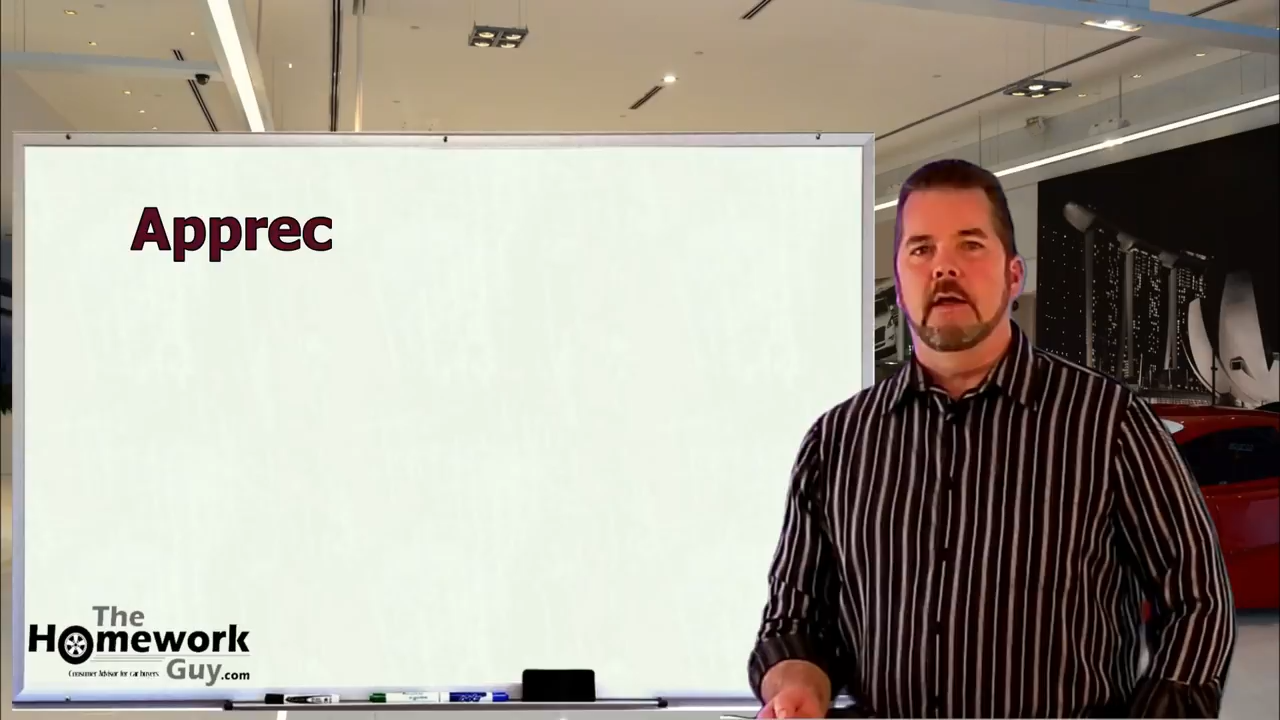 Apprec
The
Homework
Guy.com
Consumer Advisor for car buyers